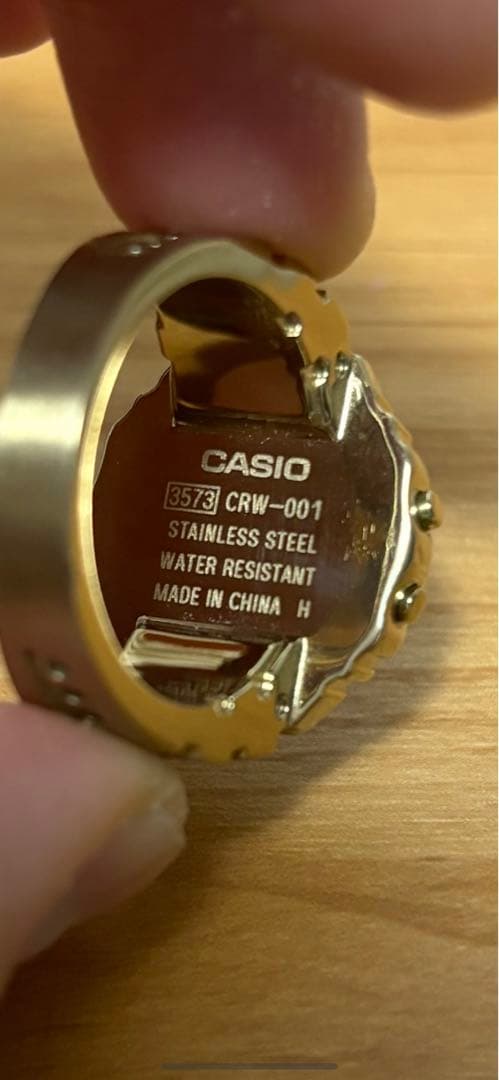 CASIO
3573 CRW-001
STAINLESS STEEL
WATER RESISTANT
MADE IN CHINA H